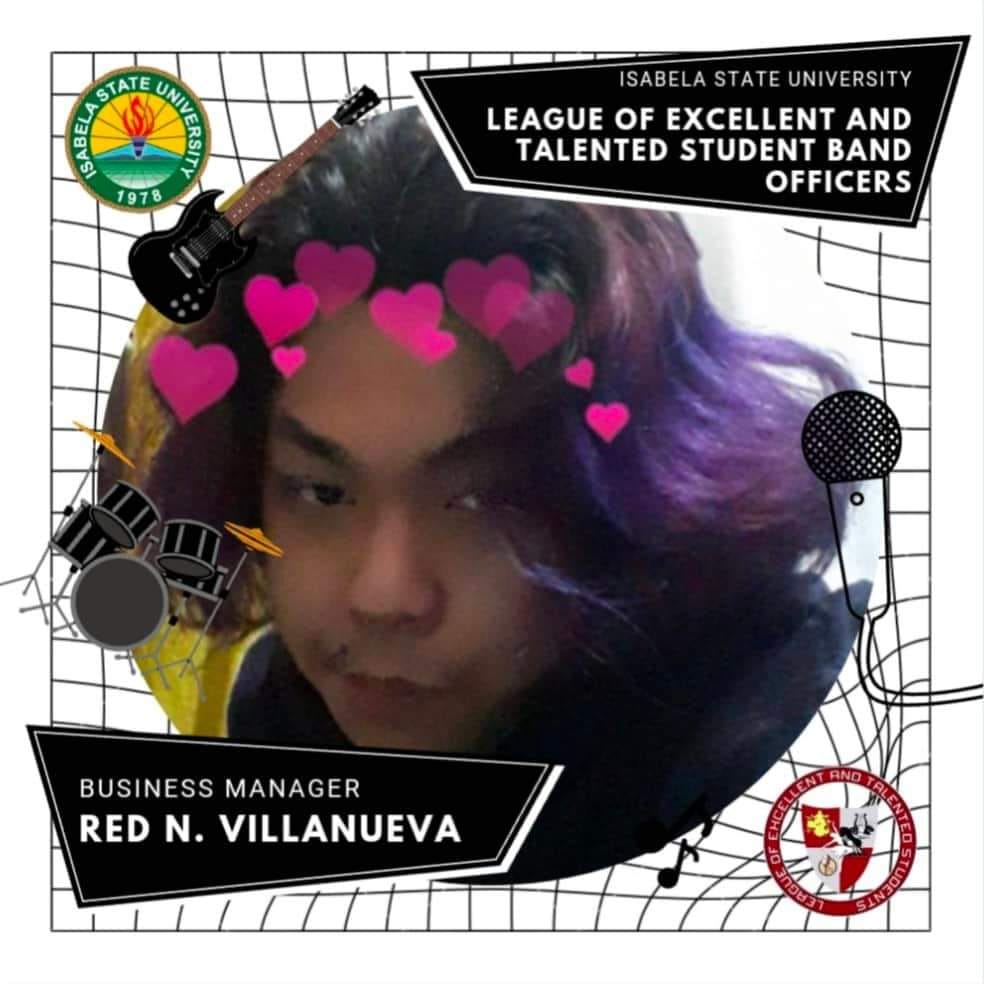 ISABELA STATE UNIVERSITY
1978
ISABELA STATE UNIVERSITY
LEAGUE OF EXCELLENT AND
TALENTED STUDENT BAND
OFFICERS
BUSINESS MANAGER
RED N. VILLANUEVA
LEAGUE OF EXCELLENT AND TALENTED STUDENTS